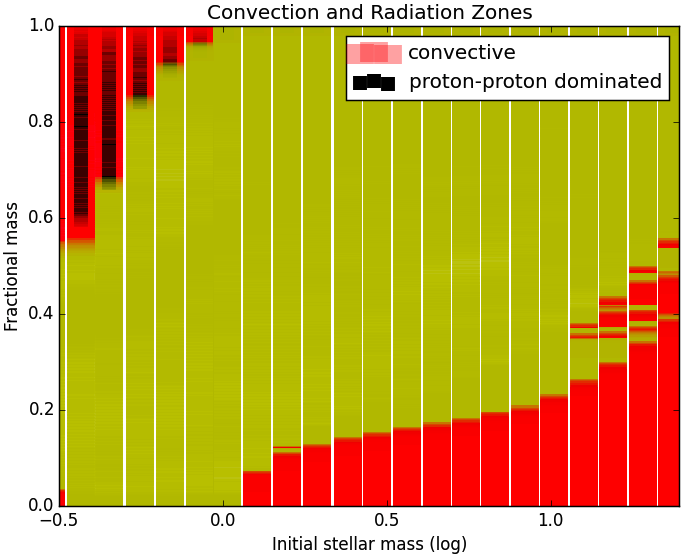 Convection and Radiation Zones
convective
proton-proton dominated
1.0
0.8
0.6
0.4
0.2
0.0
Fractional mass
−0.5 0.0 0.5 1.0
Initial stellar mass (log)